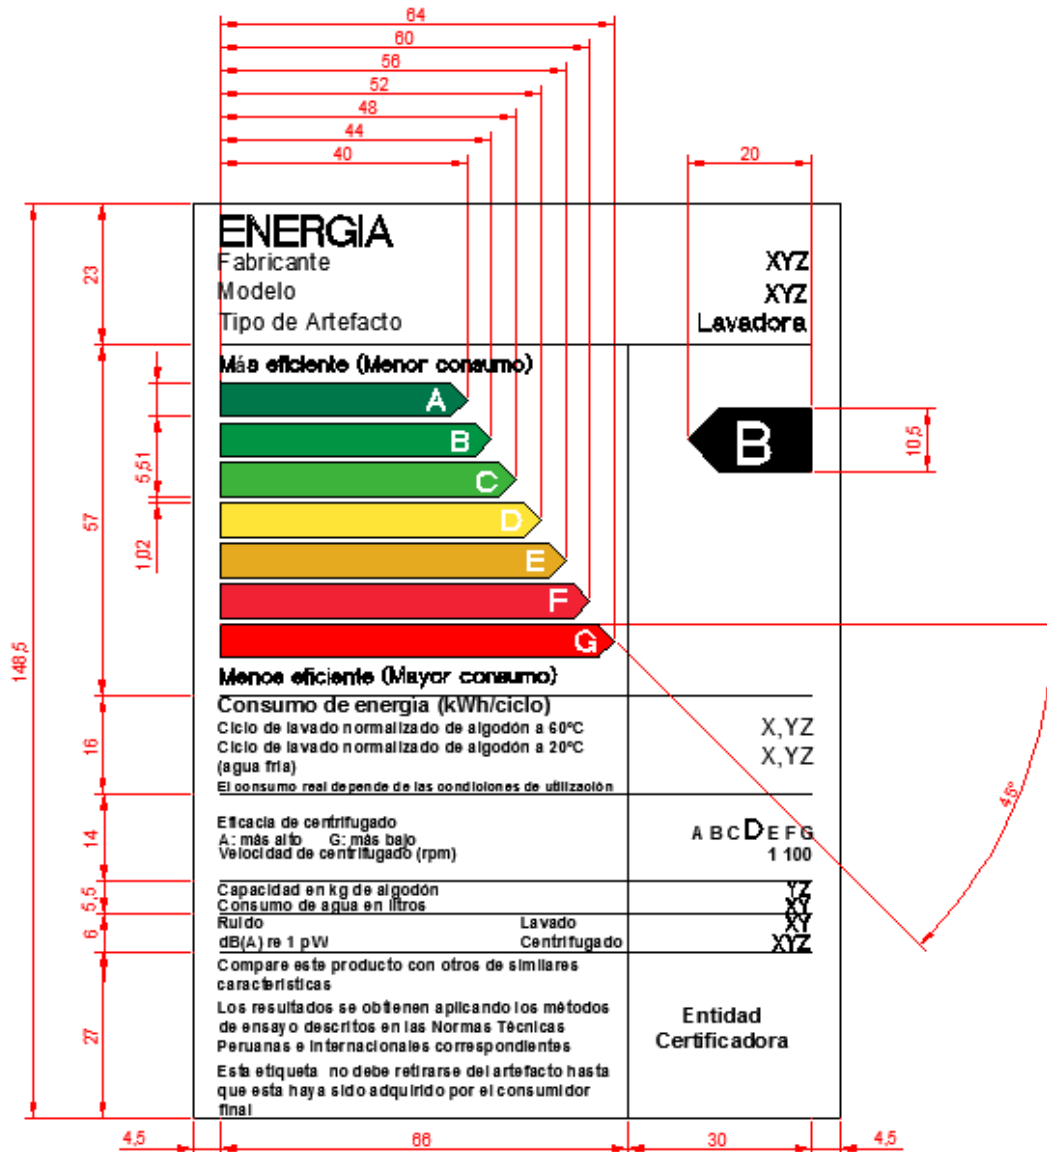 64
60
56
52
48
44
40
20
ENERGIA
Fabricante XYZ
Modelo XYZ
Tipo de Artefacto Lavadora
23
Más eficiente (Menor consumo)
A
B
C
D
E
F
G
B
10,5
5,51
1,02
57
148,5
Menos eficiente (Mayor consumo)
Consumo de energía (kWh/ciclo)
Ciclo de lavado normalizado de algodón a 60ºC X,YZ
Ciclo de lavado normalizado de algodón a 20ºC X,YZ
(agua fria)
El consumo real depende de las condiciones de utilización
16
45º
Eficacia de centrifugado
A: más alto G: más bajo A B C D E F G
Velocidad de centrifugado (rpm) 1 100
14
Capacidad en kg de algodón YZ
Consumo de agua en litros XY
5,5
Ruido Lavado XY
dB(A) re 1 pW Centrifugado XYZ
6
Compare este producto con otros de similares
características
Los resultados se obtienen aplicando los métodos
de ensayo descritos en las Normas Técnicas
Peruanas e Internacionales correspondientes
Esta etiqueta no debe retirarse del artefacto hasta
que esta haya sido adquirido por el consumidor
final
Entidad
Certificadora
27
4,5
66
30
4,5